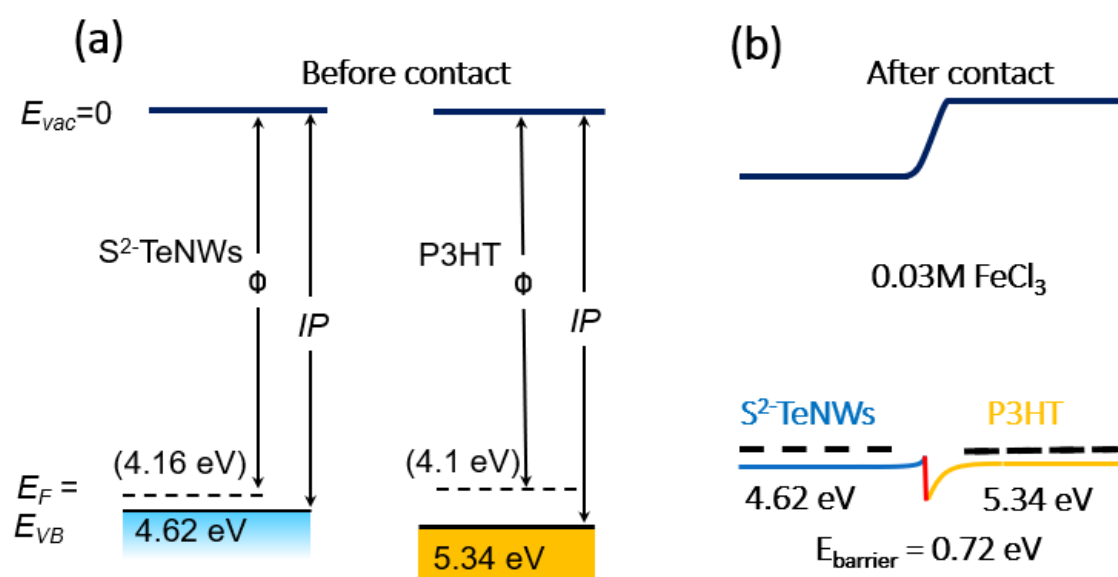 (a)
Before contact
E_vac=0
S²⁻TeNWs
Φ
IP
P3HT
Φ
IP
(4.16 eV)
(4.1 eV)
E_F =
E_VB
4.62 eV
5.34 eV
(b)
After contact
0.03M FeCl₃
S²⁻TeNWs
P3HT
4.62 eV
5.34 eV
E_barrier = 0.72 eV